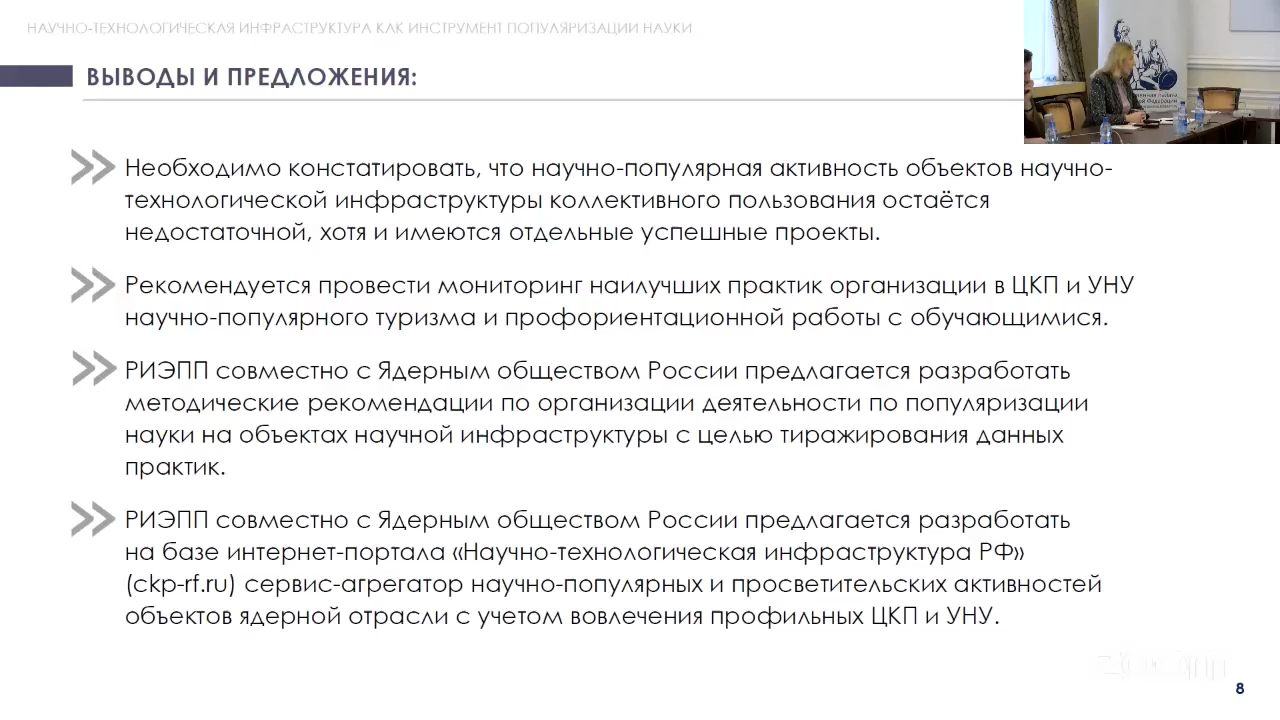 НАУЧНО-ТЕХНОЛОГИЧЕСКАЯ ИНФРАСТРУКТУРА КАК ИНСТРУМЕНТ ПОПУЛЯРИЗАЦИИ НАУКИ
ВЫВОДЫ И ПРЕДЛОЖЕНИЯ:
Необходимо констатировать, что научно-популярная активность объектов научно-
технологической инфраструктуры коллективного пользования остаётся
недостаточной, хотя и имеются отдельные успешные проекты.
Рекомендуется провести мониторинг наилучших практик организации в ЦКП и УНУ
научно-популярного туризма и профориентационной работы с обучающимися.
РИЭПП совместно с Ядерным обществом России предлагается разработать
методические рекомендации по организации деятельности по популяризации
науки на объектах научной инфраструктуры с целью тиражирования данных
практик.
РИЭПП совместно с Ядерным обществом России предлагается разработать
на базе интернет-портала «Научно-технологическая инфраструктура РФ»
(ckp-rf.ru) сервис-агрегатор научно-популярных и просветительских активностей
объектов ядерной отрасли с учетом вовлечения профильных ЦКП и УНУ.
8